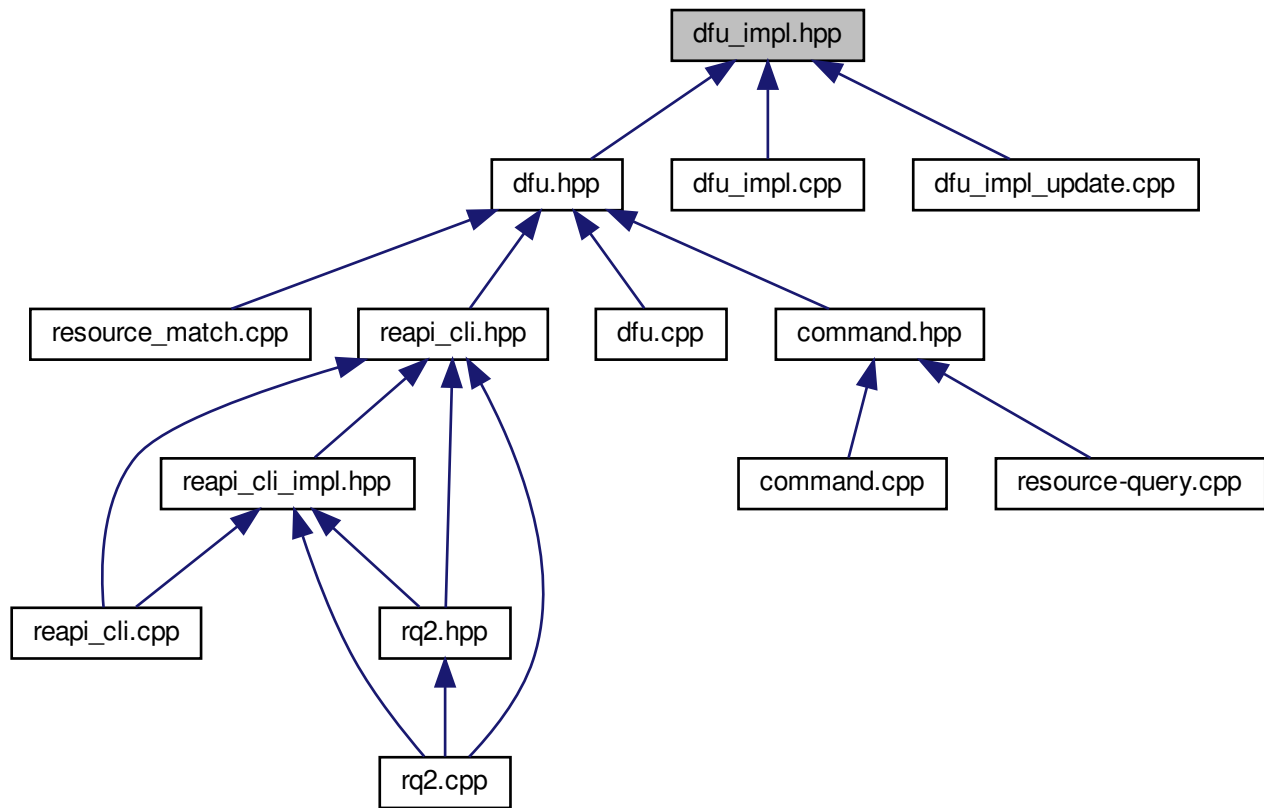 dfu_impl.hpp
dfu.hpp
dfu_impl.cpp
dfu_impl_update.cpp
resource_match.cpp
reapi_cli.hpp
dfu.cpp
command.hpp
reapi_cli_impl.hpp
command.cpp
resource-query.cpp
reapi_cli.cpp
rq2.hpp
rq2.cpp